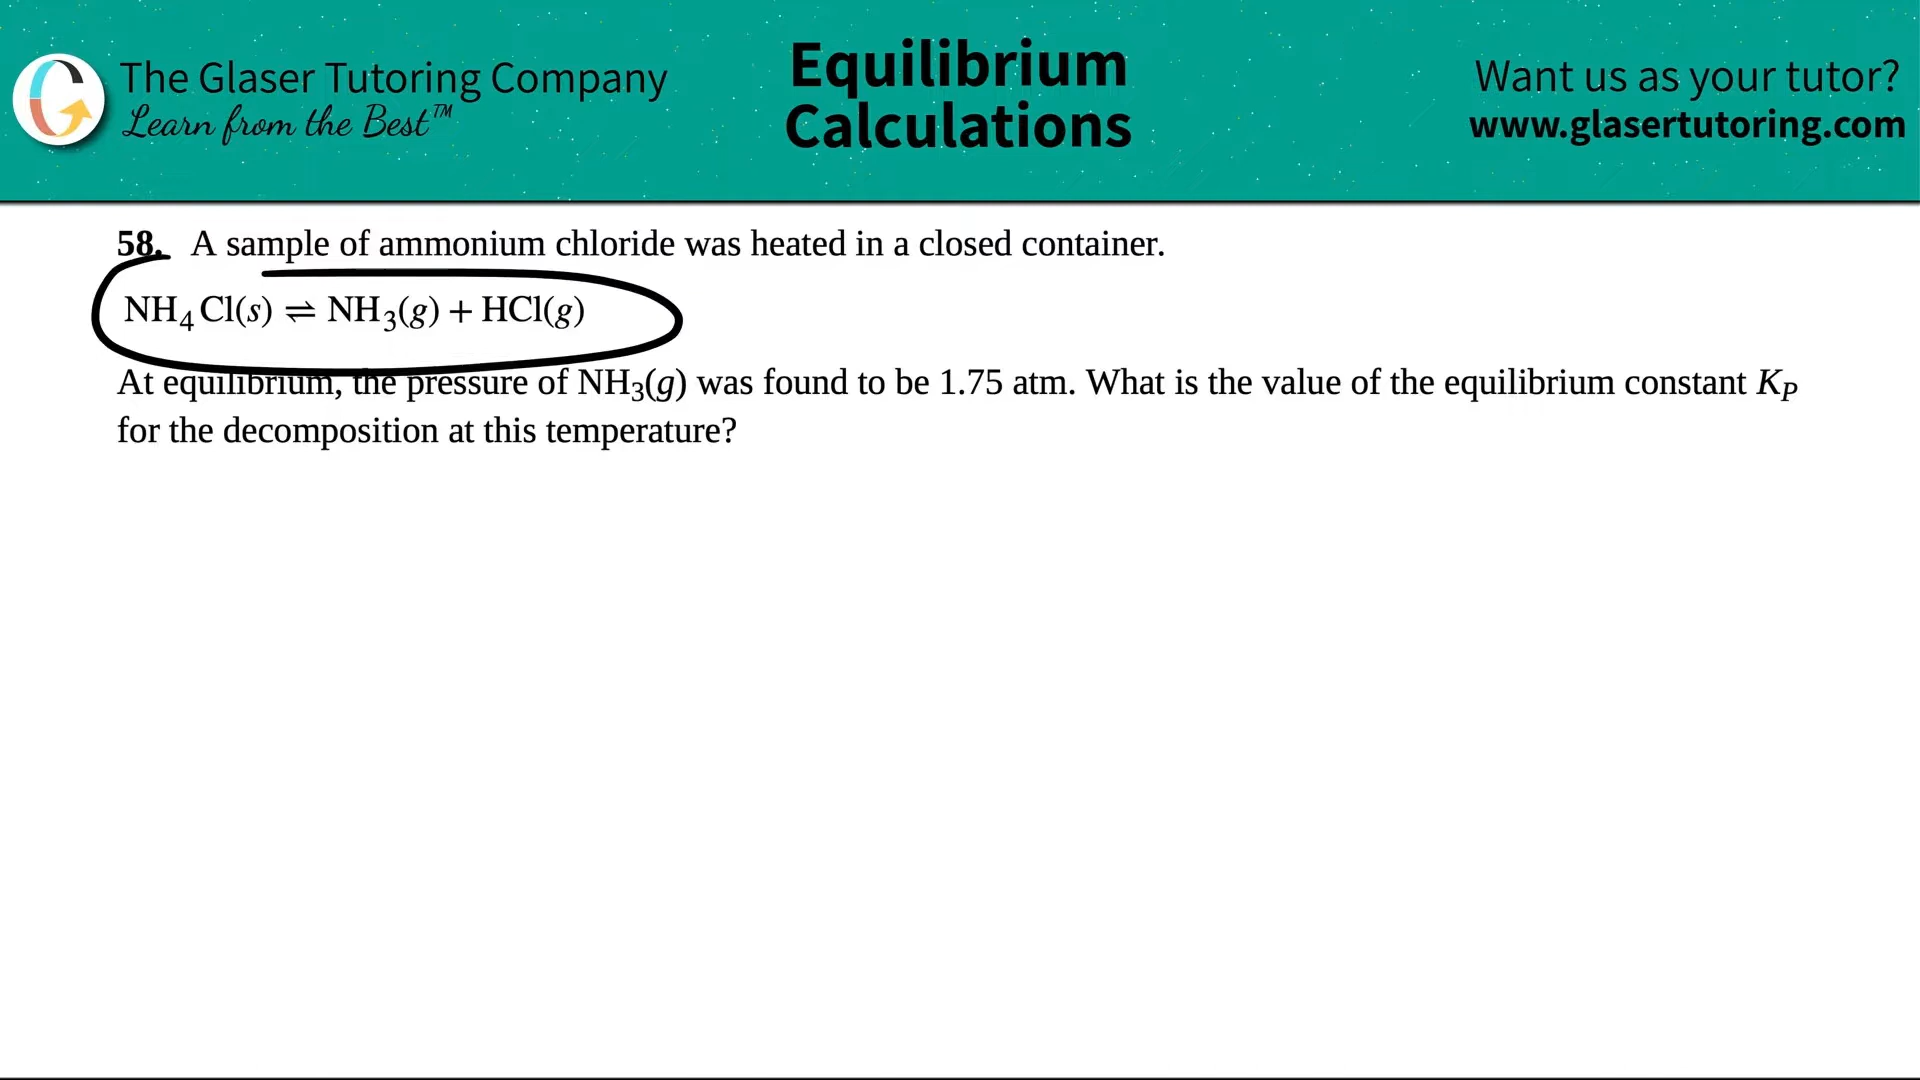 The Glaser Tutoring Company
Learn from the Best™
Equilibrium
Calculations
Want us as your tutor?
www.glasertutoring.com
58. A sample of ammonium chloride was heated in a closed container.
NH₄Cl(s) ⇌ NH₃(g) + HCl(g)
At equilibrium, the pressure of NH₃(g) was found to be 1.75 atm. What is the value of the equilibrium constant Kₚ
for the decomposition at this temperature?